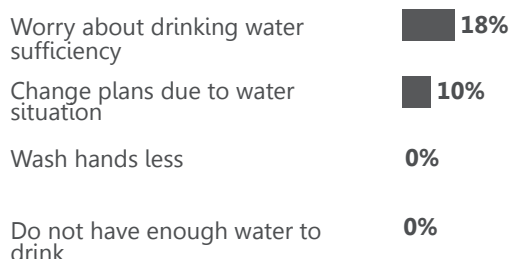 Worry about drinking water
sufficiency
18%
Change plans due to water
situation
10%
Wash hands less
0%
Do not have enough water to
drink
0%